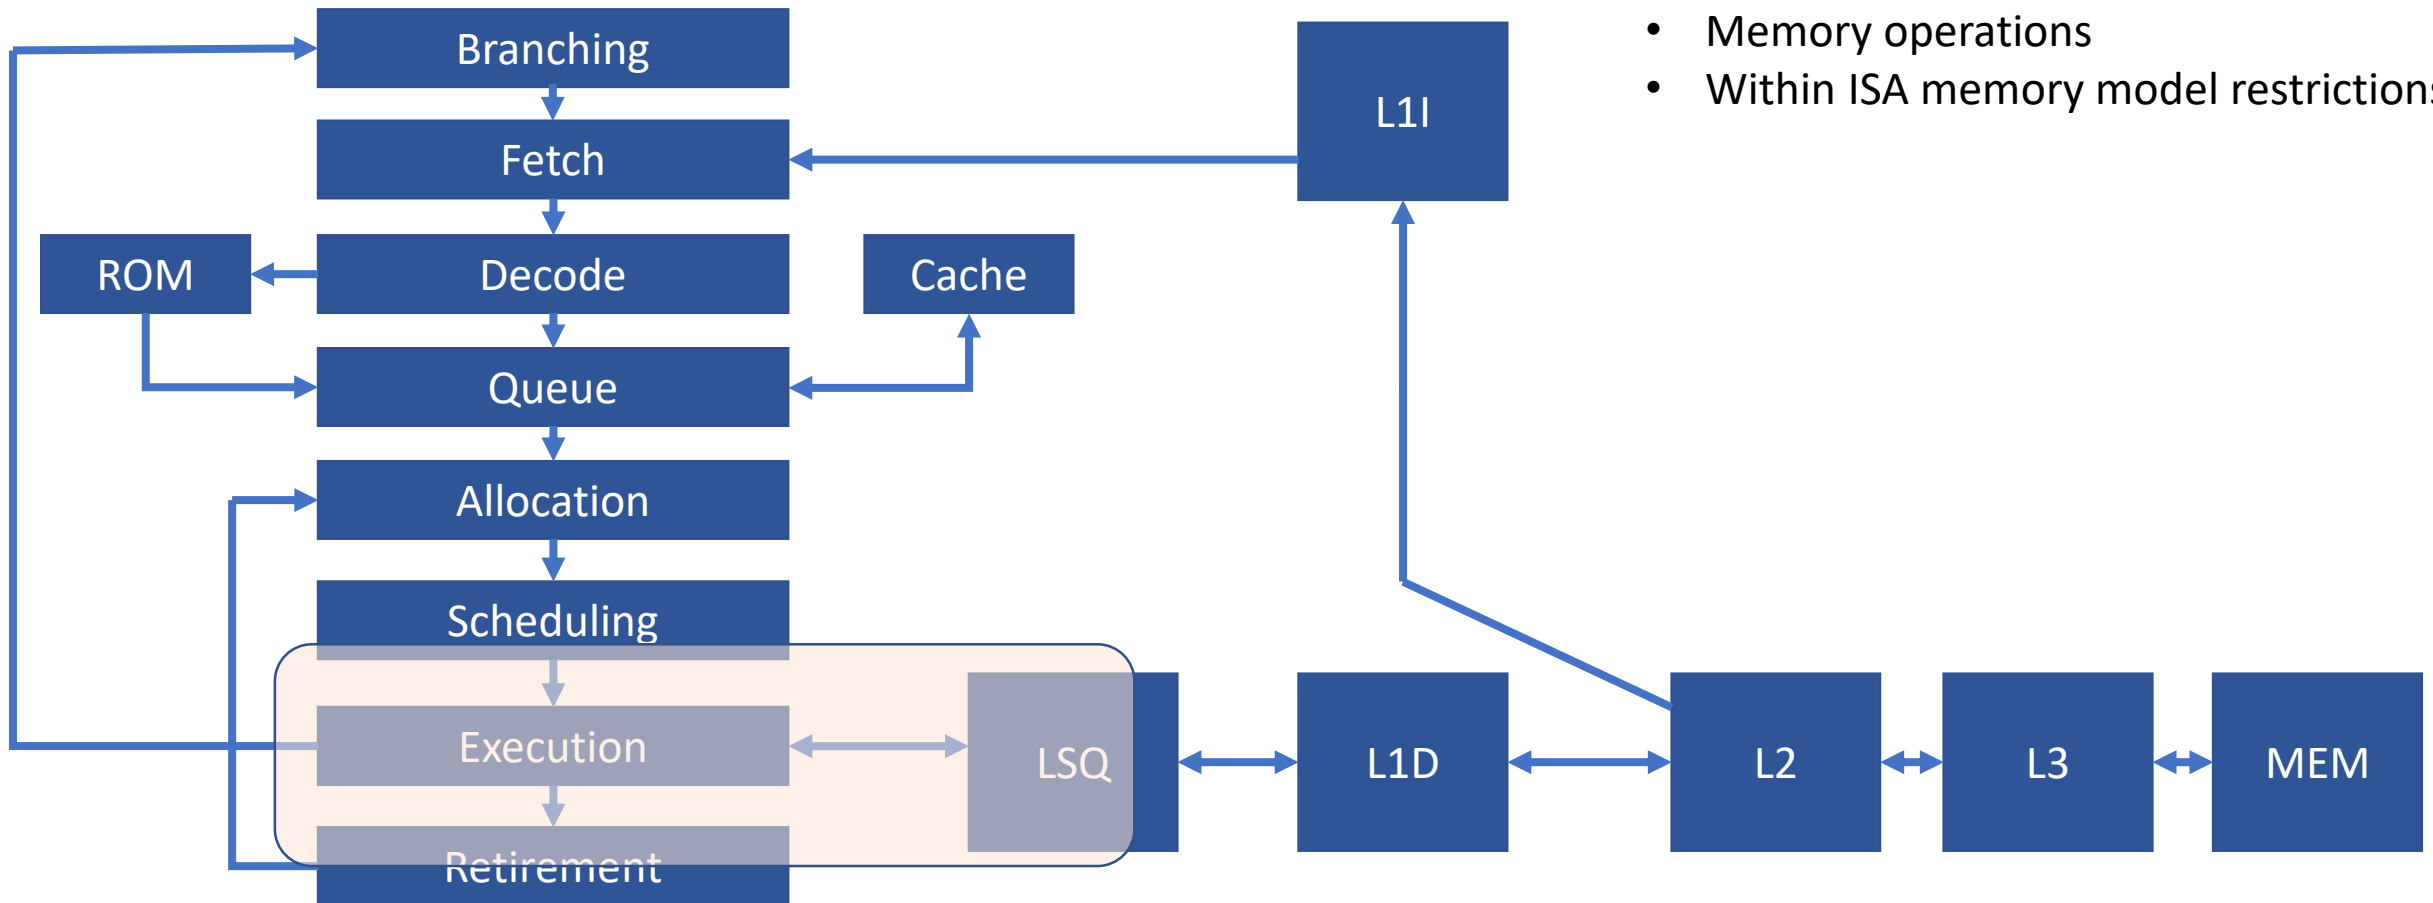 Branching
Memory operations
Within ISA memory model restrictions
L1I
Fetch
ROM
Decode
Cache
Queue
Allocation
Scheduling
Execution
LSQ
L1D
L2
L3
MEM
Retirement